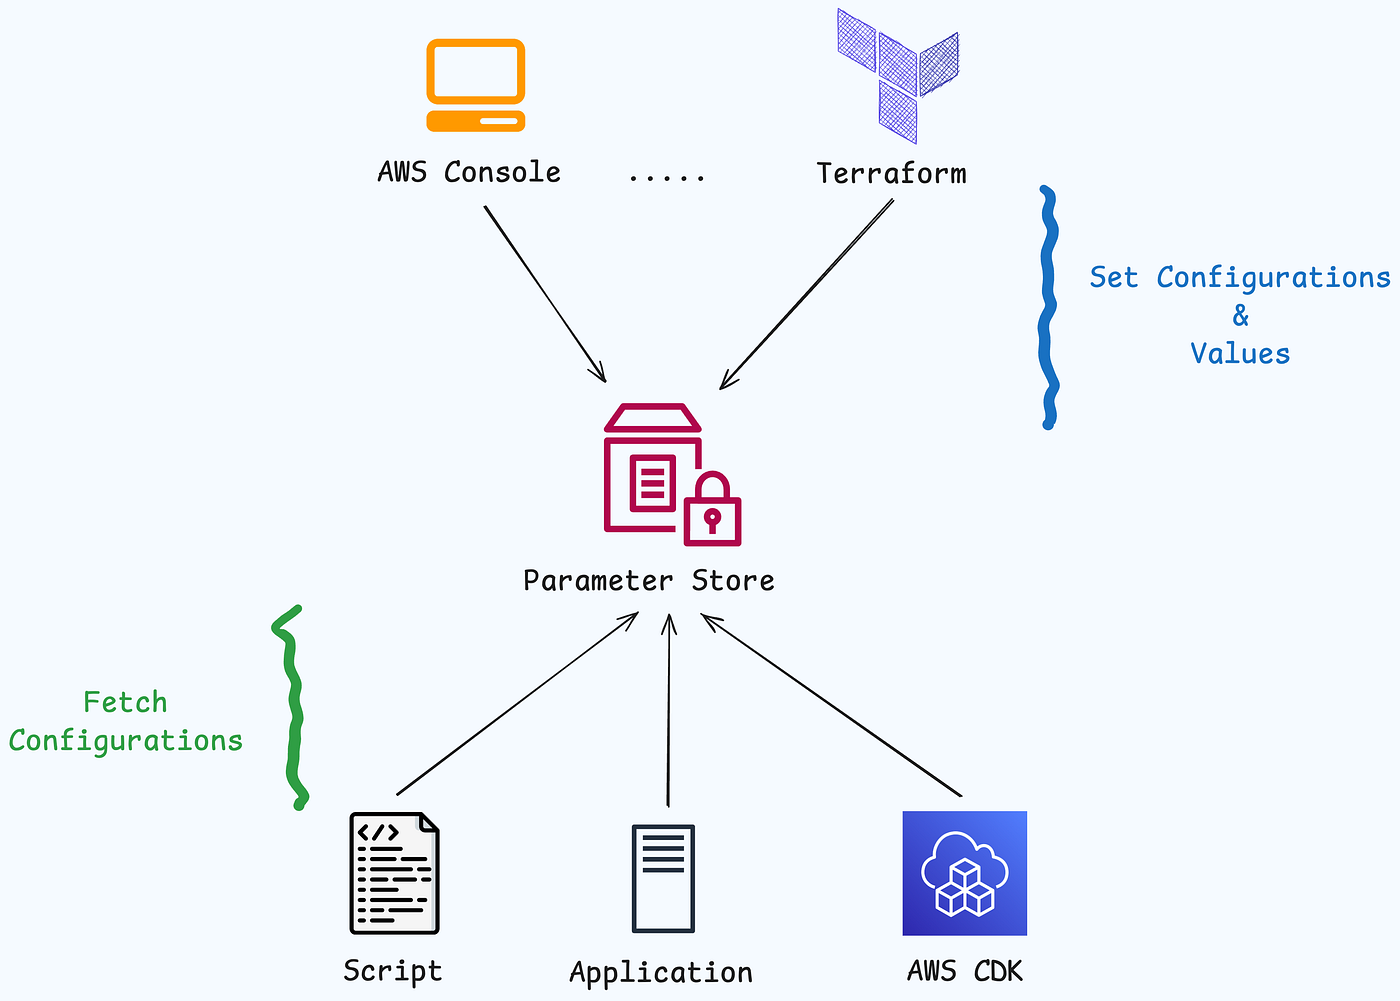 AWS Console
.....
Terraform
Set Configurations
&
Values
Parameter Store
Fetch
Configurations
</>
Script
Application
AWS CDK